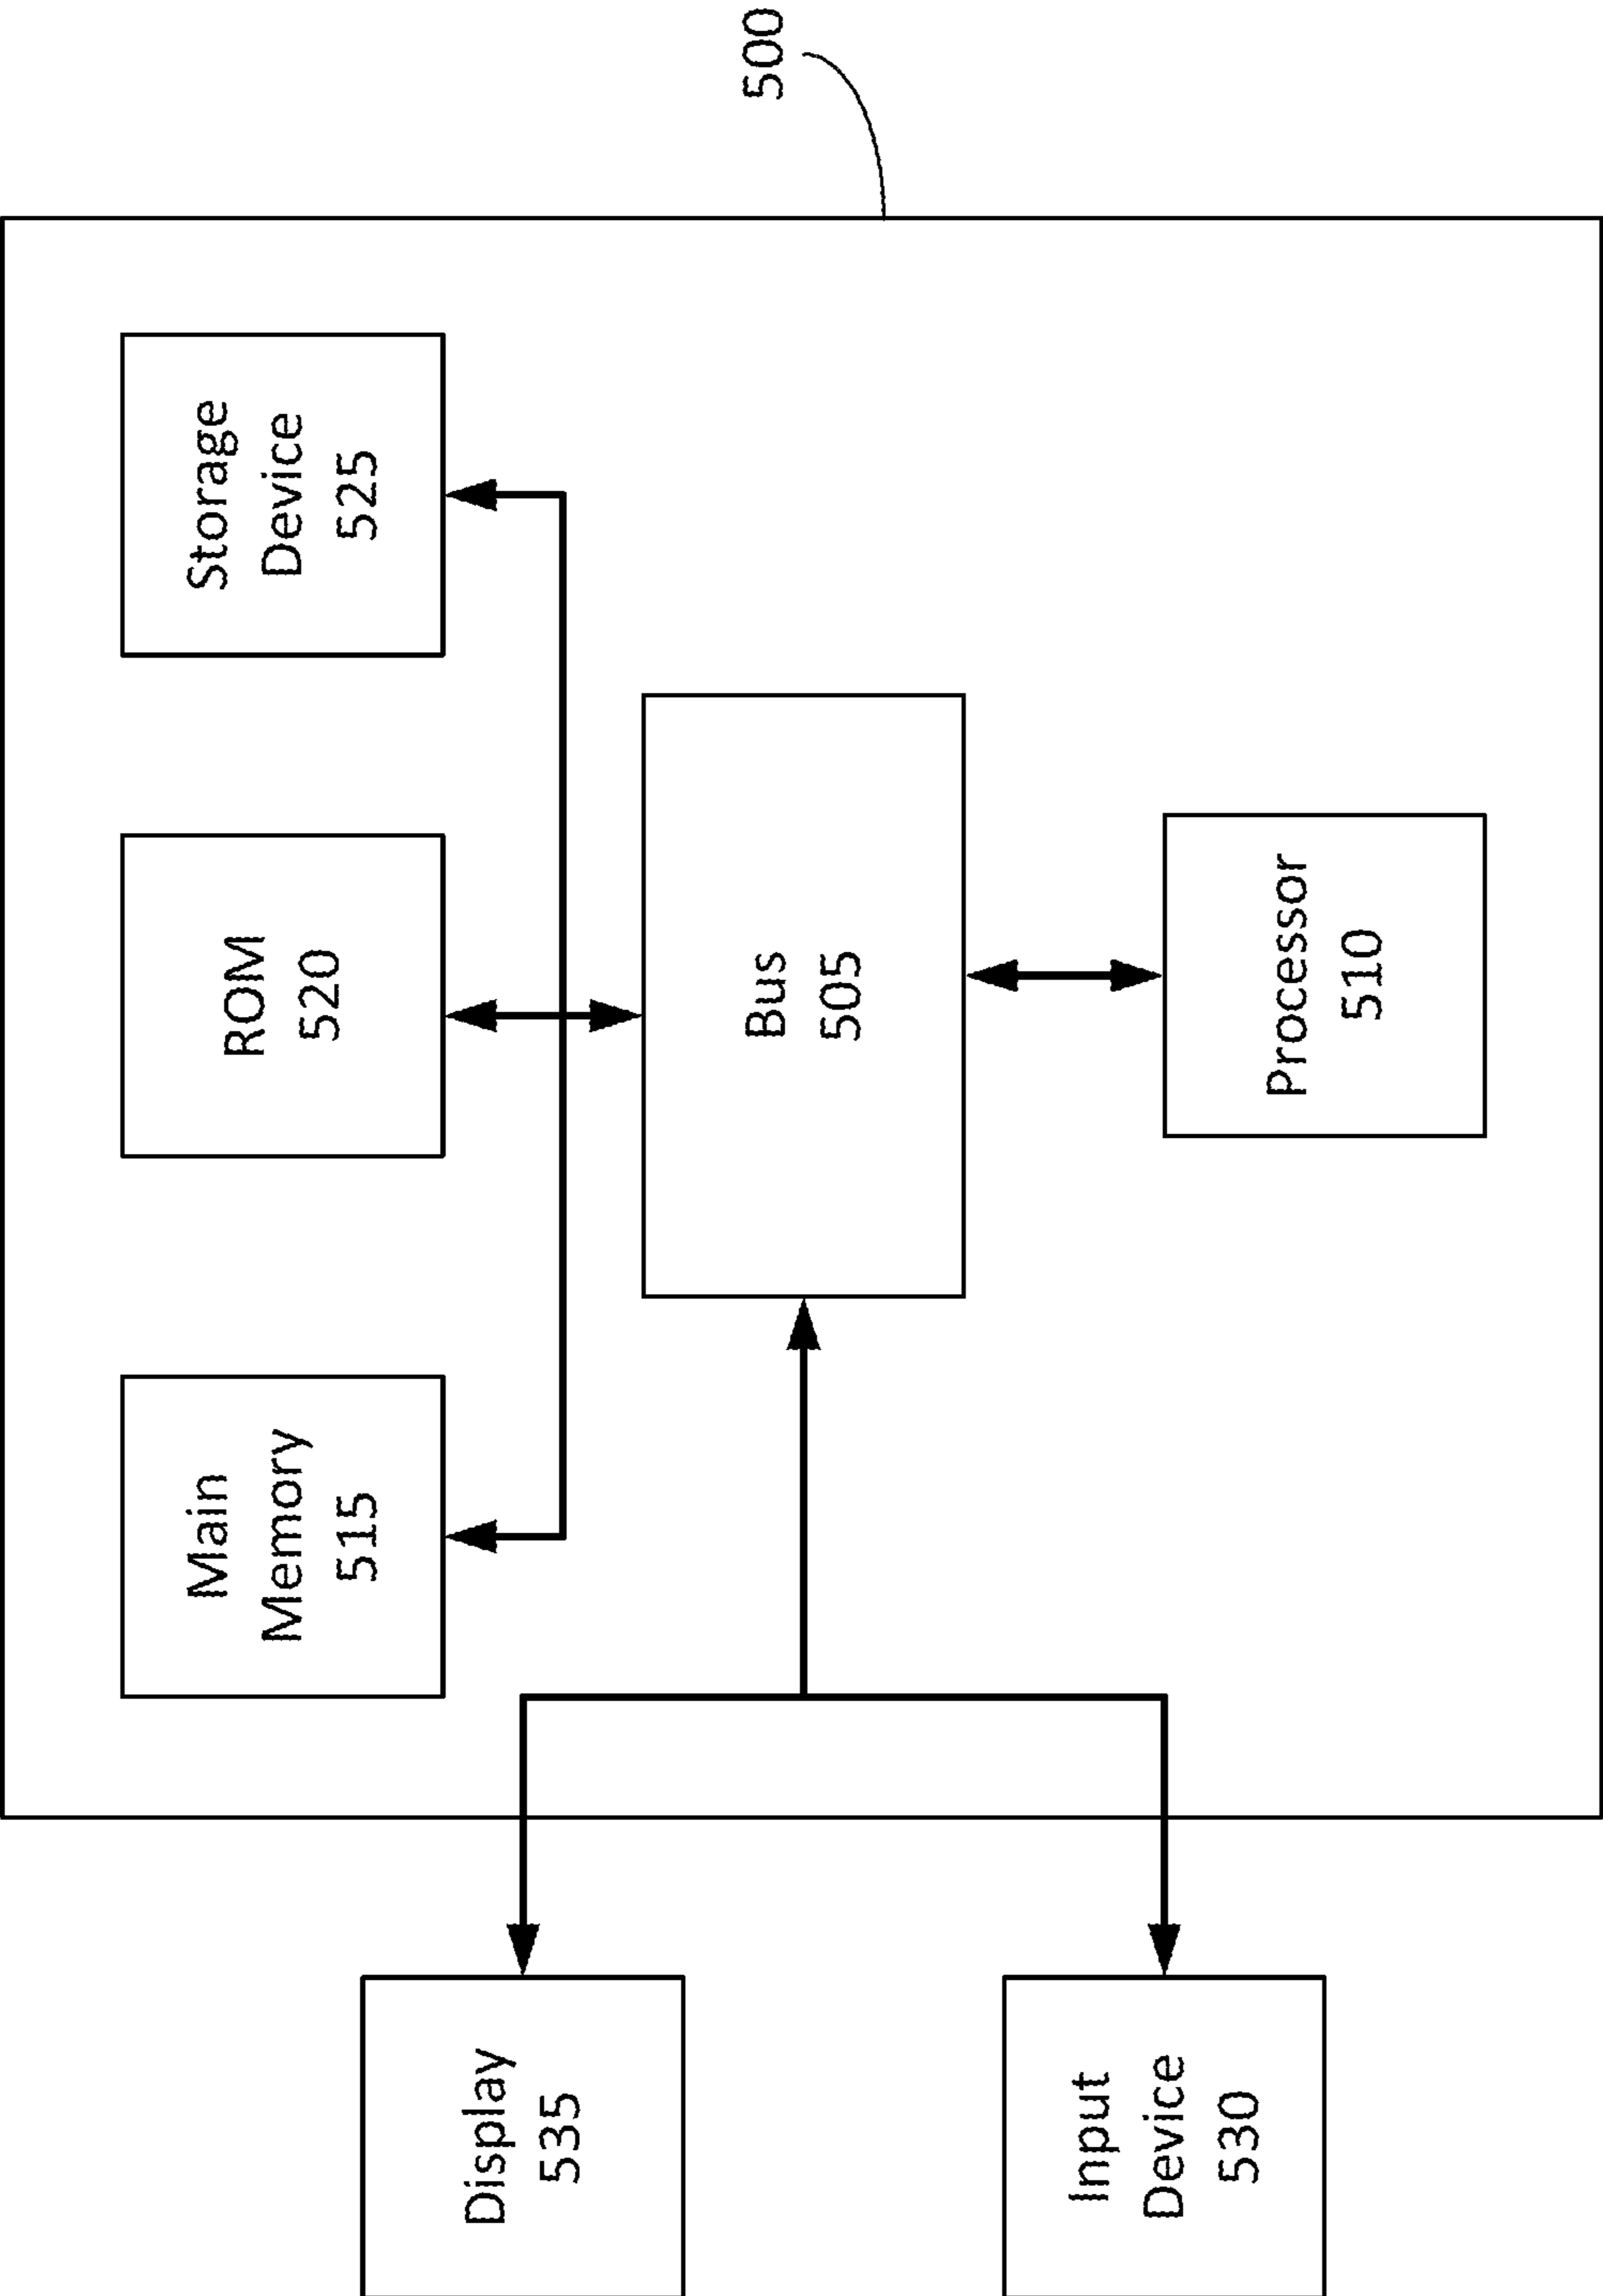 500
Main
Memory
515
ROM
520
Storage
Device
525
Display
535
Bus
505
Input
Device
530
Processor
510